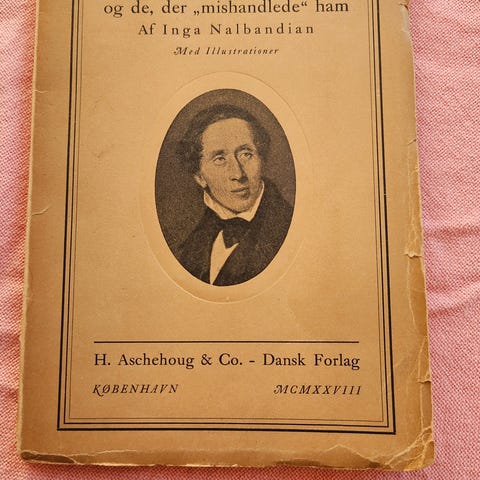 og de, der „mishandlede“ ham
Af Inga Nalbandian
Med Illustrationer
H. Aschehoug & Co. - Dansk Forlag
KØBENHAVN MCMXXVIII